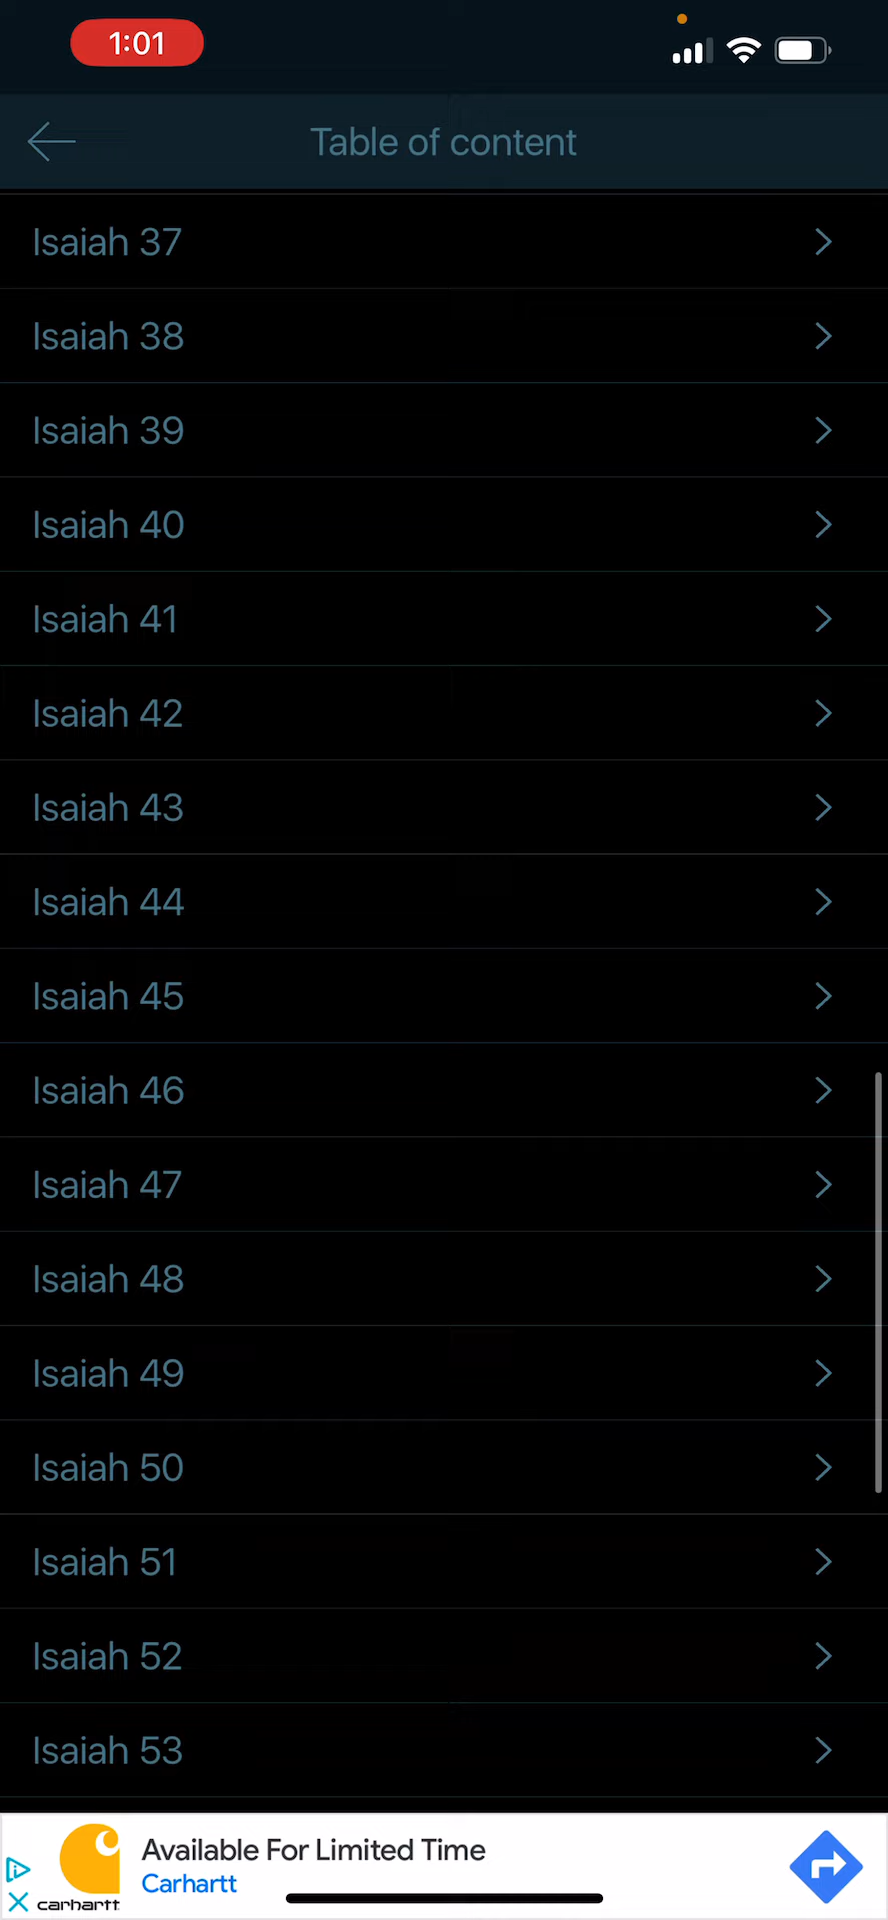 1:01
Table of content
Isaiah 37
Isaiah 38
Isaiah 39
Isaiah 40
Isaiah 41
Isaiah 42
Isaiah 43
Isaiah 44
Isaiah 45
Isaiah 46
Isaiah 47
Isaiah 48
Isaiah 49
Isaiah 50
Isaiah 51
Isaiah 52
Isaiah 53
Available For Limited Time
Carhartt
carhartt